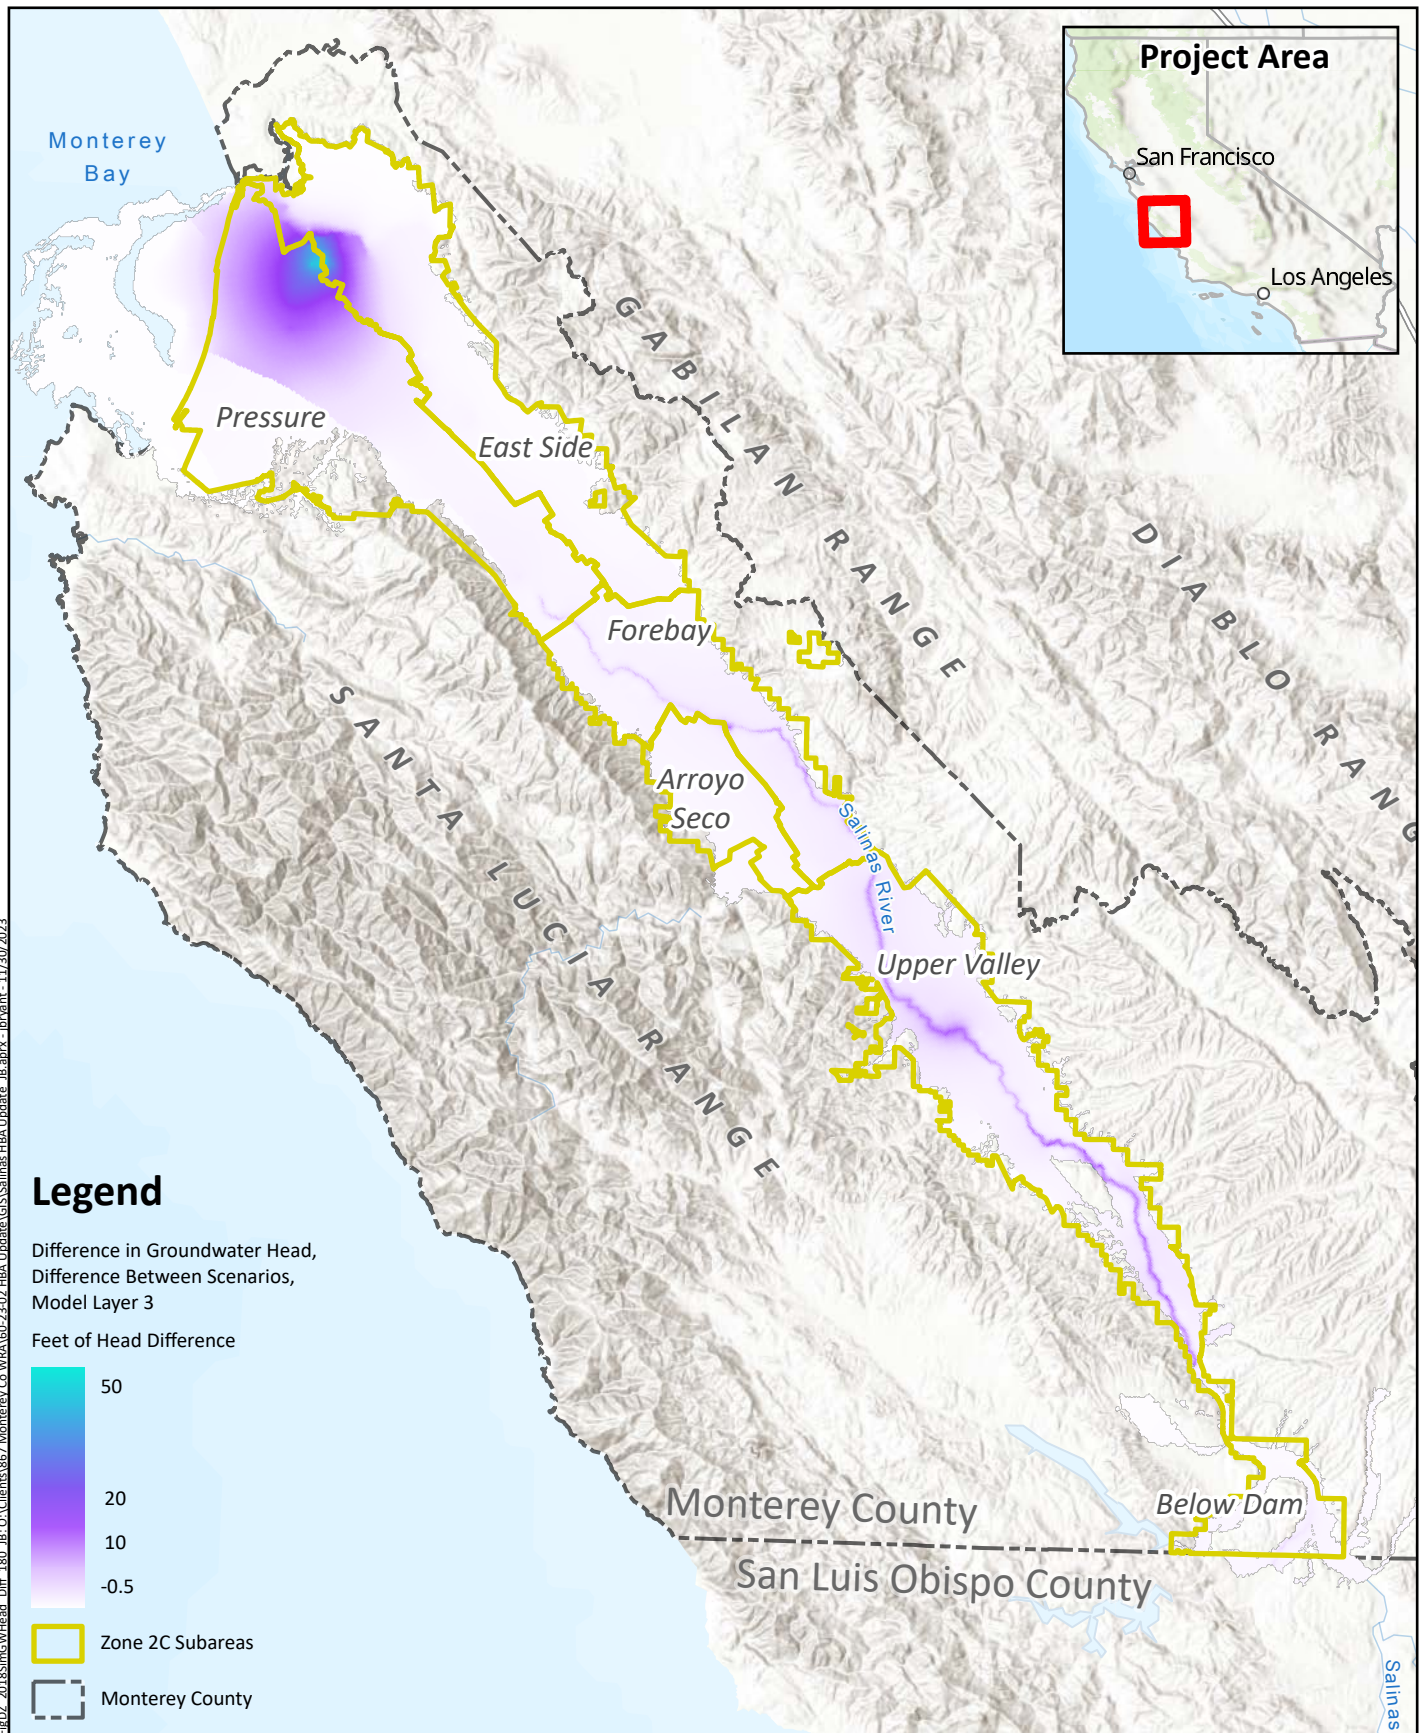 Project Area
San Francisco
Los Angeles
Monterey
Bay
GABILAN RANGE
DIABLO RANG
Pressure
East Side
Forebay
Arroyo
Seco
Salinas River
Upper Valley
SANTA LUCIA RANGE
Below Dam
Monterey County
San Luis Obispo County
Salinas
Legend
Difference in Groundwater Head,
Difference Between Scenarios,
Model Layer 3
Feet of Head Difference
50
20
10
-0.5
Zone 2C Subareas
Monterey County